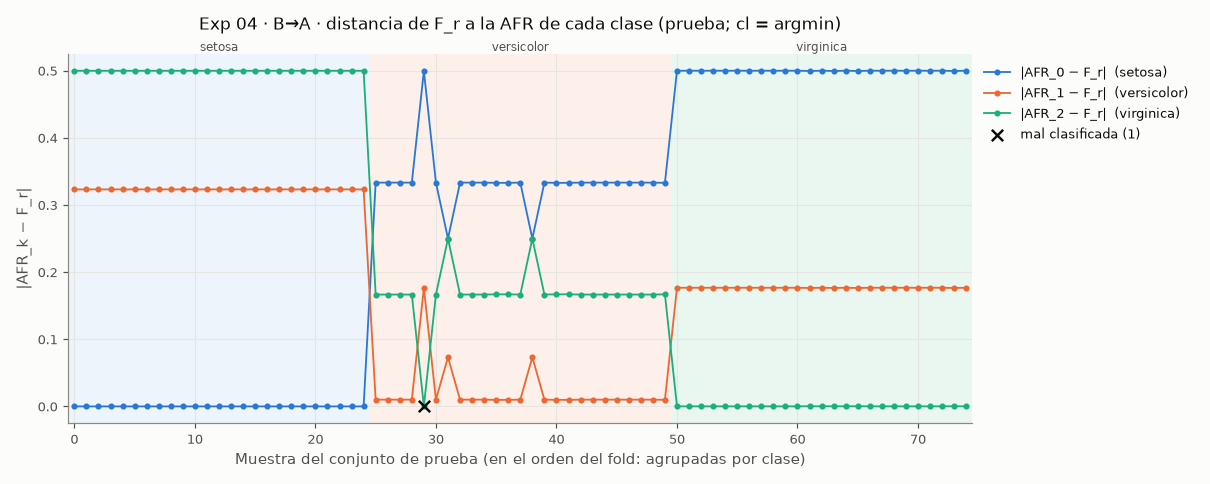 Exp 04 · B→A · distancia de F_r a la AFR de cada clase (prueba; cl = argmin)
setosa
versicolor
virginica
|AFR_0 − F_r| (setosa)
|AFR_1 − F_r| (versicolor)
|AFR_2 − F_r| (virginica)
mal clasificada (1)
|AFR_k − F_r|
0.5
0.4
0.3
0.2
0.1
0.0
0
10
20
30
40
50
60
70
Muestra del conjunto de prueba (en el orden del fold: agrupadas por clase)